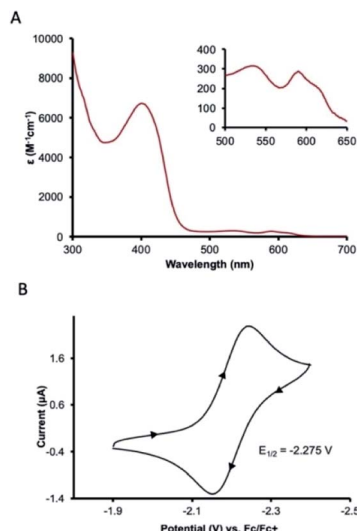 A
10000
8000
6000
4000
2000
0
ε (M⁻¹cm⁻¹)
300 400 500 600 700
Wavelength (nm)
400
300
200
100
0
500 550 600 650
B
1.6
0.6
-0.4
-1.4
Current (µA)
E₁/₂ = -2.275 V
-1.9 -2.1 -2.3 -2.5
Potential (V) vs. Fc/Fc+